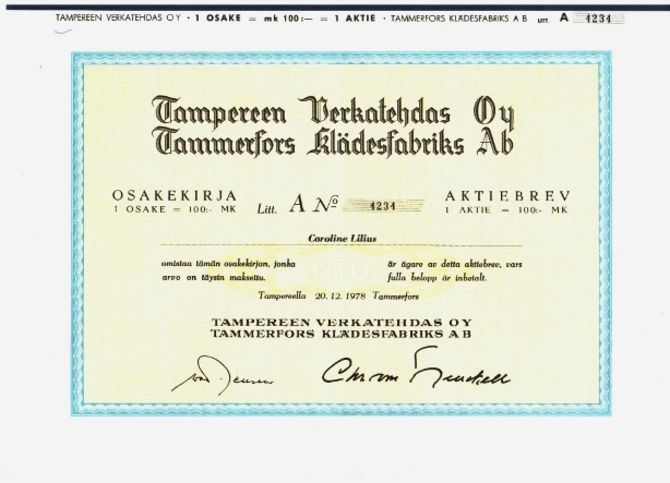 TAMPEREEN VERKATEHDAS OY · 1 OSAKE = mk 100:— = 1 AKTIE · TAMMERFORS KLÄDESFABRIKS AB LITT. A 4234
Tampereen Verkatehdas Oy
Tammerfors Klädesfabriks Ab
OSAKEKIRJA
1 OSAKE = 100:- MK
Litt. A No 4234
AKTIEBREV
1 AKTIE = 100:- MK
Caroline Lilius
omistaa tämän osakekirjan, jonka
arvo on täysin maksettu.
är ägare av detta aktiebrev, vars
fulla belopp är inbetalt.
Tampereella 20.12.1978 Tammerfors
TAMPEREEN VERKATEHDAS OY
TAMMERFORS KLÄDESFABRIKS AB